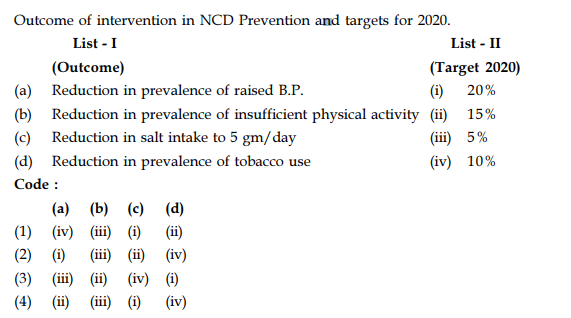 Outcome of intervention in NCD Prevention and targets for 2020.
List - I List - II
(Outcome) (Target 2020)
(a) Reduction in prevalence of raised B.P. (i) 20%
(b) Reduction in prevalence of insufficient physical activity (ii) 15%
(c) Reduction in salt intake to 5 gm/day (iii) 5%
(d) Reduction in prevalence of tobacco use (iv) 10%
Code :
(a) (b) (c) (d)
(1) (iv) (iii) (i) (ii)
(2) (i) (iii) (ii) (iv)
(3) (iii) (ii) (iv) (i)
(4) (ii) (iii) (i) (iv)